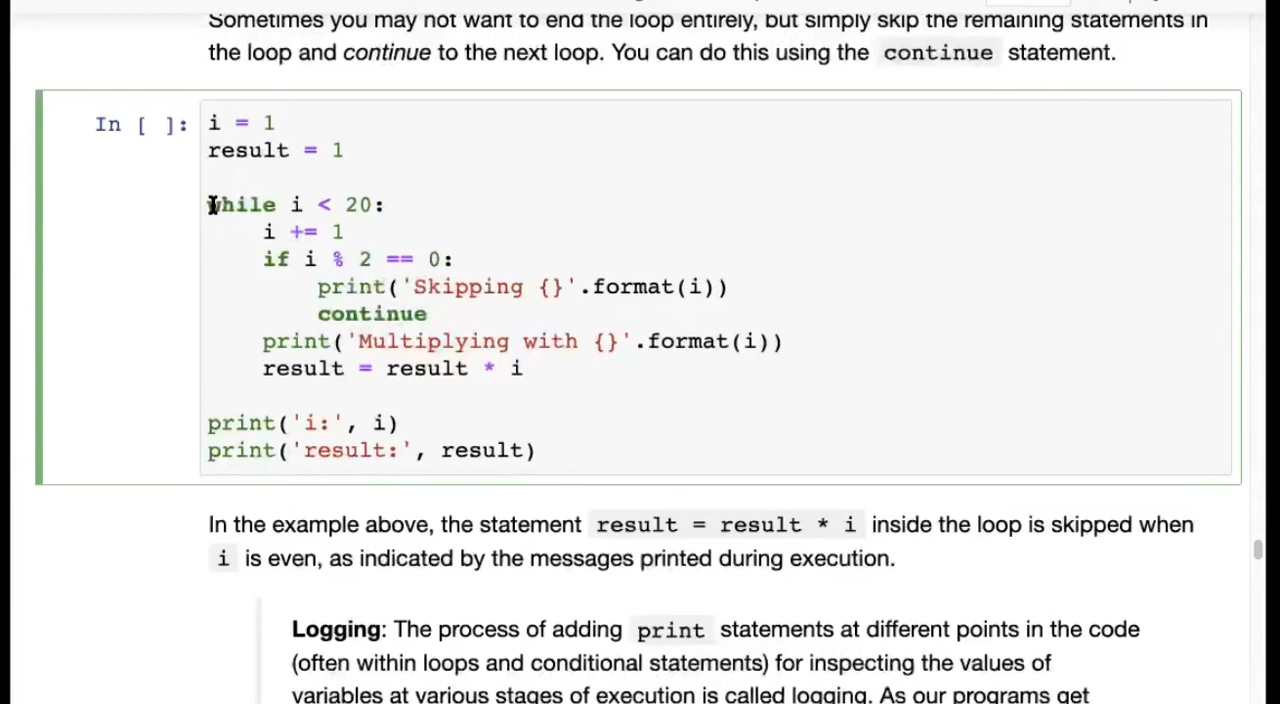 Sometimes you may not want to end the loop entirely, but simply skip the remaining statements in
the loop and continue to the next loop. You can do this using the continue statement.
In [ ]: i = 1
result = 1
while i < 20:
    i += 1
    if i % 2 == 0:
        print('Skipping {}'.format(i))
        continue
    print('Multiplying with {}'.format(i))
    result = result * i
print('i:', i)
print('result:', result)
In the example above, the statement result = result * i inside the loop is skipped when
i is even, as indicated by the messages printed during execution.
Logging: The process of adding print statements at different points in the code
(often within loops and conditional statements) for inspecting the values of
variables at various stages of execution is called logging. As our programs get